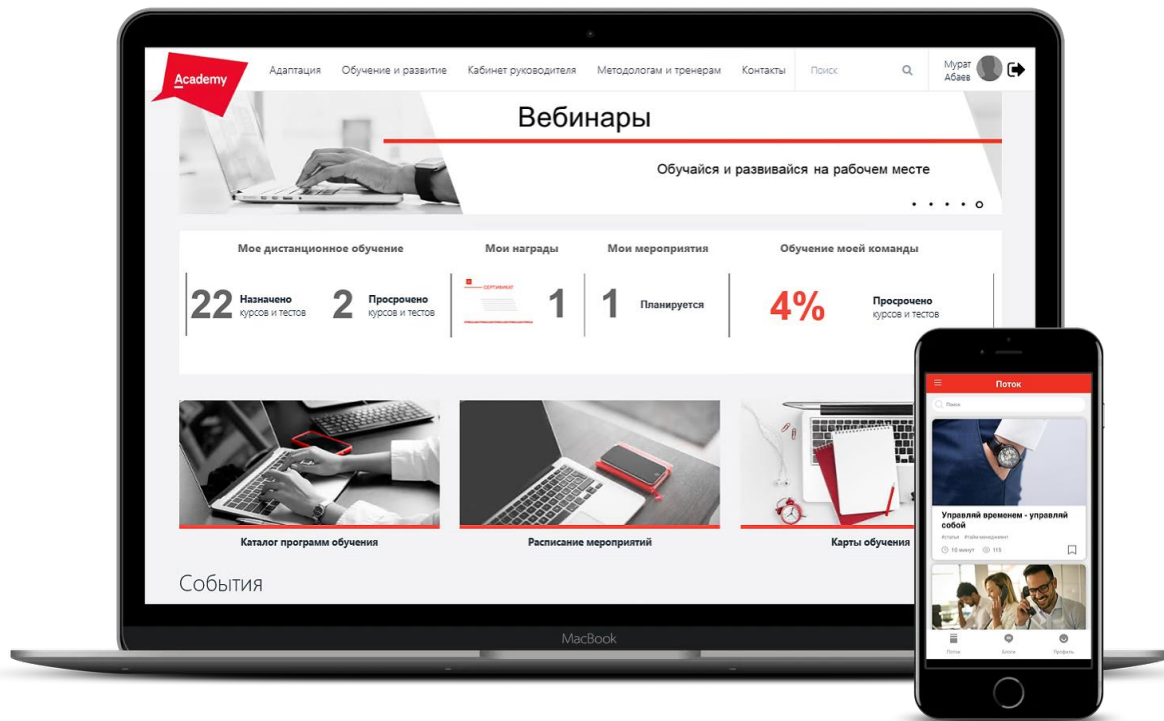 Academy
Адаптация
Обучение и развитие
Кабинет руководителя
Методологам и тренерам
Контакты
Поиск
Мурат
Абаев
Вебинары
Обучайся и развивайся на рабочем месте
Мое дистанционное обучение
Мои награды
Мои мероприятия
Обучение моей команды
22
Назначено
курсов и тестов
2
Просрочено
курсов и тестов
СЕРТИФИКАТ
1
1
Планируется
4%
Просрочено
курсов и тестов
Каталог программ обучения
Расписание мероприятий
Карты обучения
События
MacBook
Поток
Поиск
Управляй временем - управляй
собой
#статьи #тайм-менеджмент
10 минут
115
Поток
Профиль